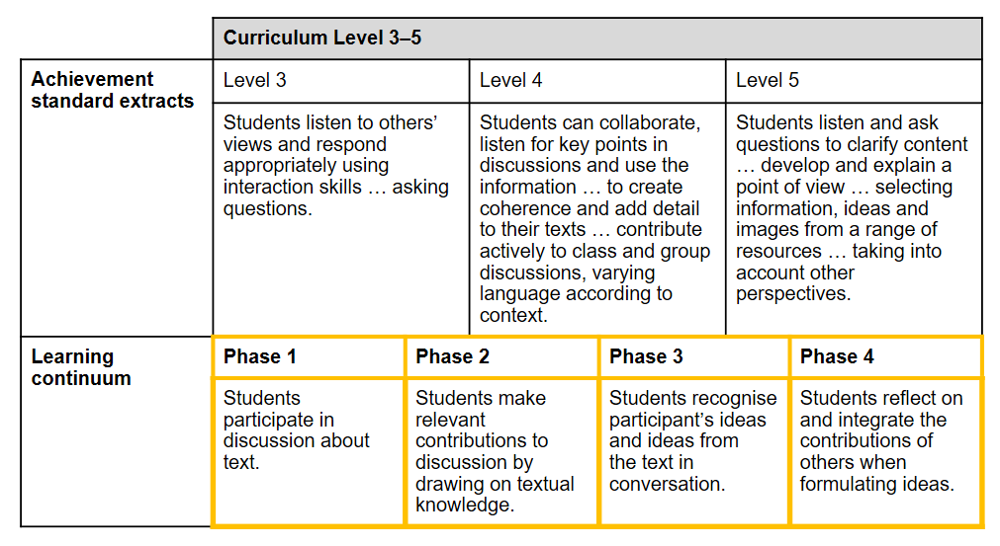 Curriculum Level 3–5
Achievement
standard extracts
Level 3
Level 4
Level 5
Students listen to others’
views and respond
appropriately using
interaction skills … asking
questions.
Students can collaborate,
listen for key points in
discussions and use the
information … to create
coherence and add detail
to their texts … contribute
actively to class and group
discussions, varying
language according to
context.
Students listen and ask
questions to clarify content
… develop and explain a
point of view … selecting
information, ideas and
images from a range of
resources … taking into
account other
perspectives.
Learning
continuum
Phase 1
Phase 2
Phase 3
Phase 4
Students
participate in
discussion about
text.
Students make
relevant
contributions to
discussion by
drawing on textual
knowledge.
Students recognise
participant’s ideas
and ideas from
the text in
conversation.
Students reflect on
and integrate the
contributions of
others when
formulating ideas.